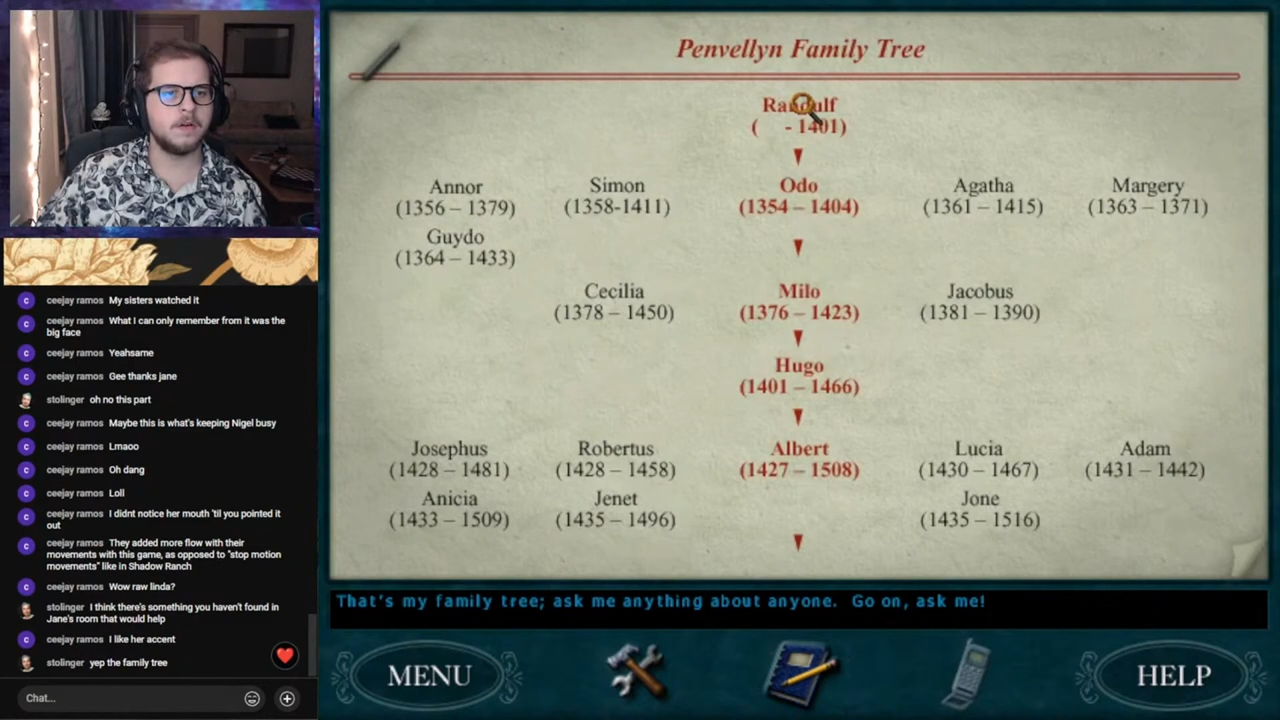 Penvellyn Family Tree
Randulf
( - 1401)
Annor
(1356 – 1379)
Simon
(1358-1411)
Odo
(1354 – 1404)
Agatha
(1361 – 1415)
Margery
(1363 – 1371)
Guydo
(1364 – 1433)
Cecilia
(1378 – 1450)
Milo
(1376 – 1423)
Jacobus
(1381 – 1390)
Hugo
(1401 – 1466)
Josephus
(1428 – 1481)
Robertus
(1428 – 1458)
Albert
(1427 – 1508)
Lucia
(1430 – 1467)
Adam
(1431 – 1442)
Anicia
(1433 – 1509)
Jenet
(1435 – 1496)
Jone
(1435 – 1516)
That's my family tree; ask me anything about anyone. Go on, ask me!
MENU
HELP
c ceejay ramos My sisters watched it
c ceejay ramos What I can only remember from it was the
big face
c ceejay ramos Yeahsame
c ceejay ramos Gee thanks jane
stolinger oh no this part
c ceejay ramos Maybe this is what's keeping Nigel busy
c ceejay ramos Lmaoo
c ceejay ramos Oh dang
c ceejay ramos Loll
c ceejay ramos I didnt notice her mouth 'til you pointed it
out
c ceejay ramos They added more flow with their
movements with this game, as opposed to "stop motion
movements" like in Shadow Ranch
c ceejay ramos Wow raw linda?
stolinger I think there's something you haven't found in
Jane's room that would help
c ceejay ramos I like her accent
stolinger yep the family tree
Chat...